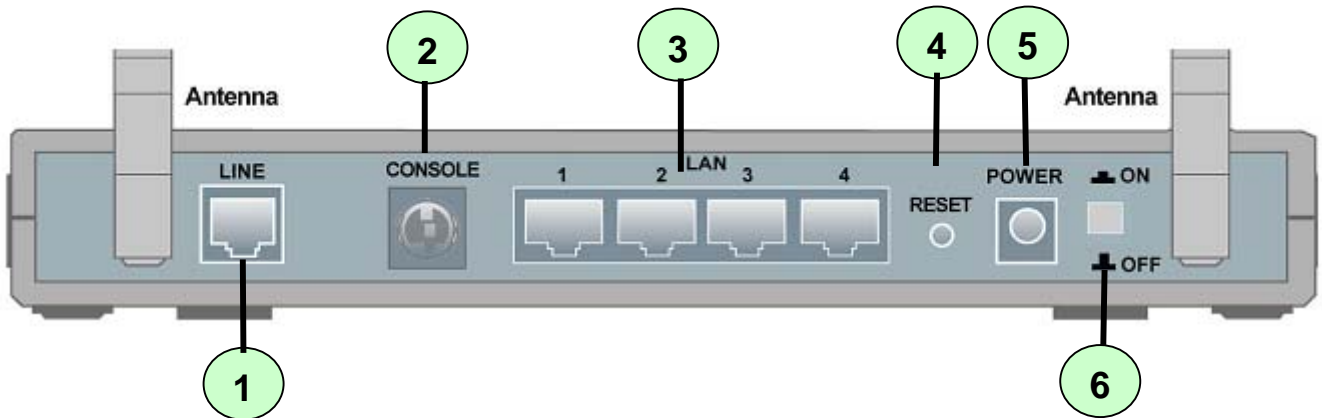 2
3
4
5
Antenna
Antenna
LINE
CONSOLE
LAN
1
2
3
4
RESET
POWER
ON
OFF
1
6